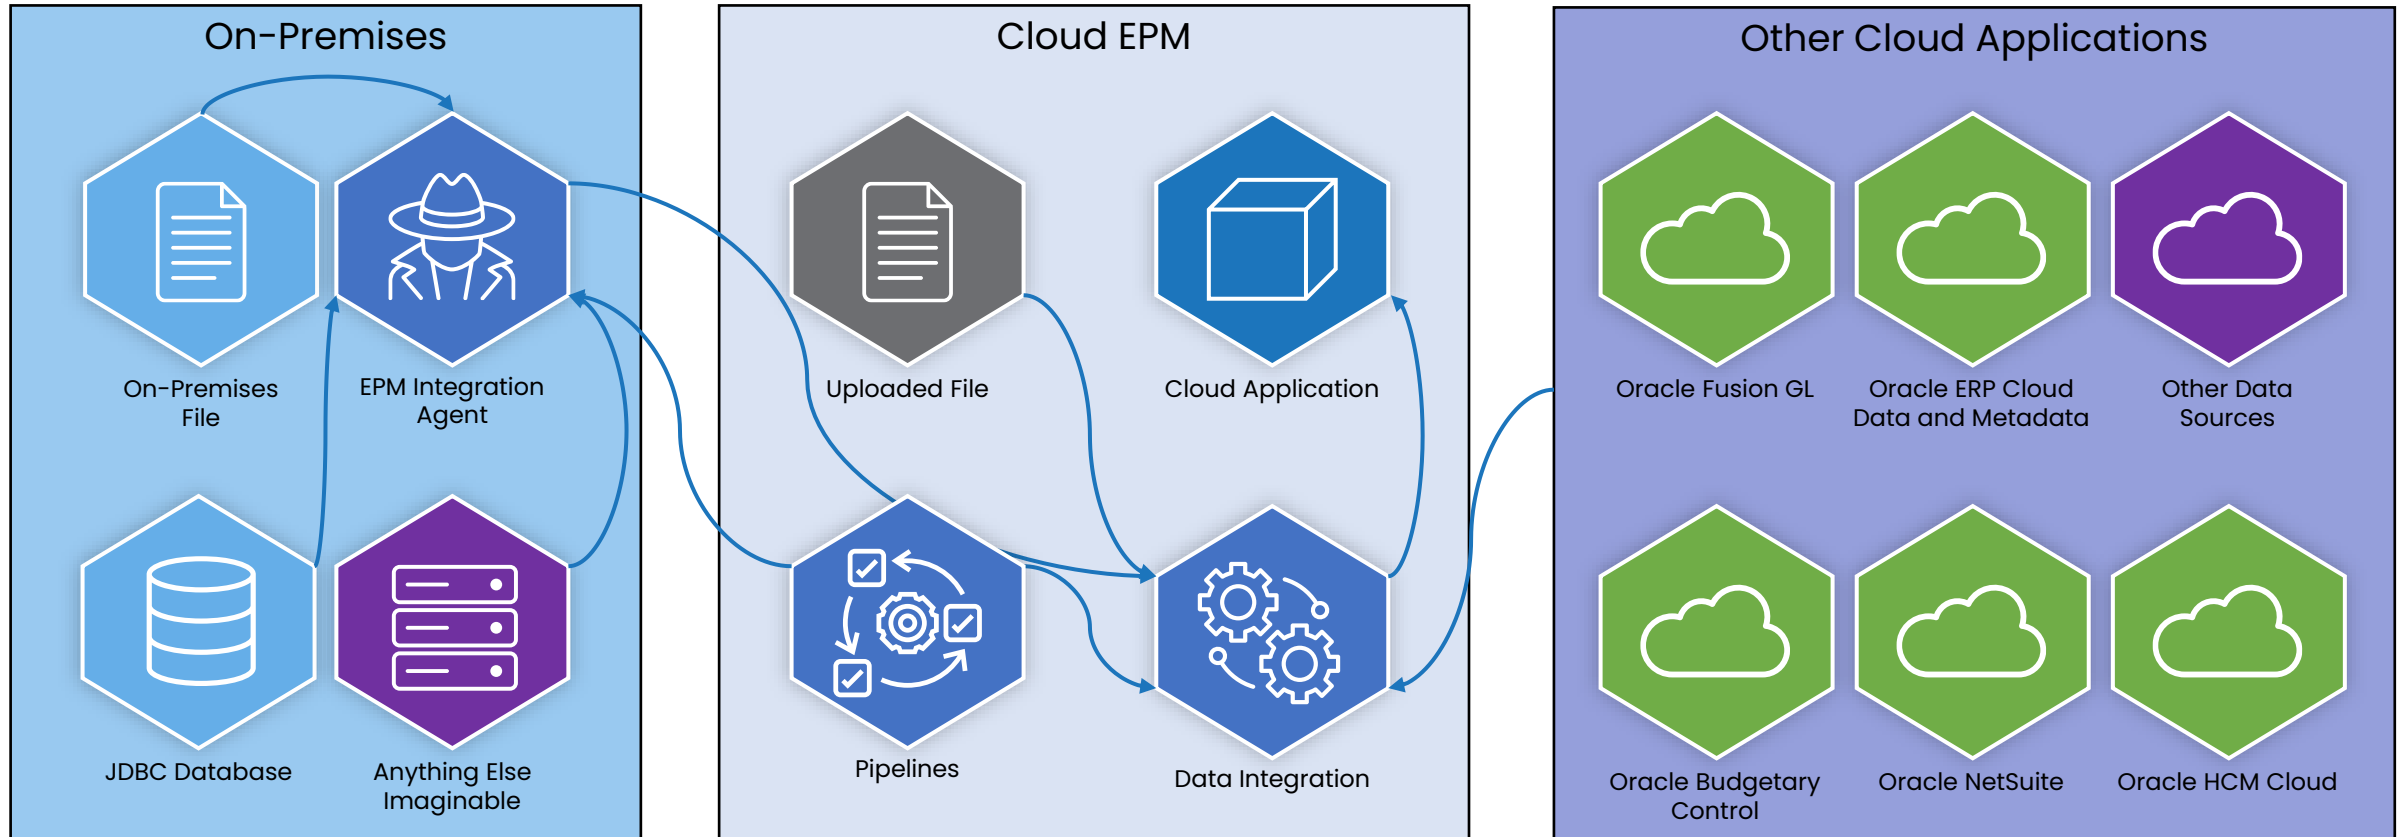 On-Premises
On-Premises
File
EPM Integration
Agent
JDBC Database
Anything Else
Imaginable
Cloud EPM
Uploaded File
Cloud Application
Pipelines
Data Integration
Other Cloud Applications
Oracle Fusion GL
Oracle ERP Cloud
Data and Metadata
Other Data
Sources
Oracle Budgetary
Control
Oracle NetSuite
Oracle HCM Cloud